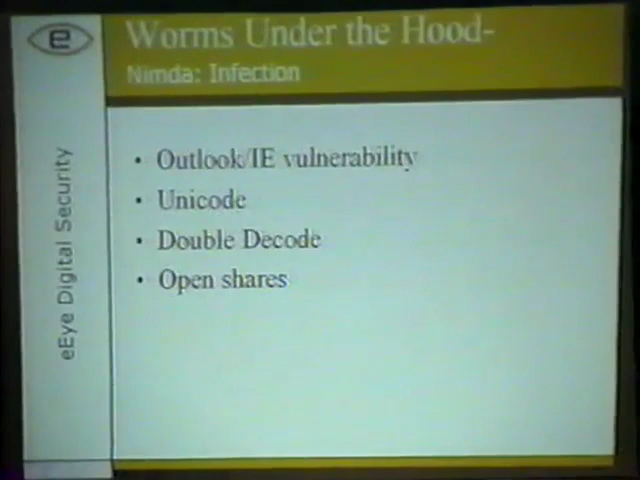 e
Worms Under the Hood-
Nimda: Infection
• Outlook/IE vulnerability
• Unicode
• Double Decode
• Open shares
eEye Digital Security